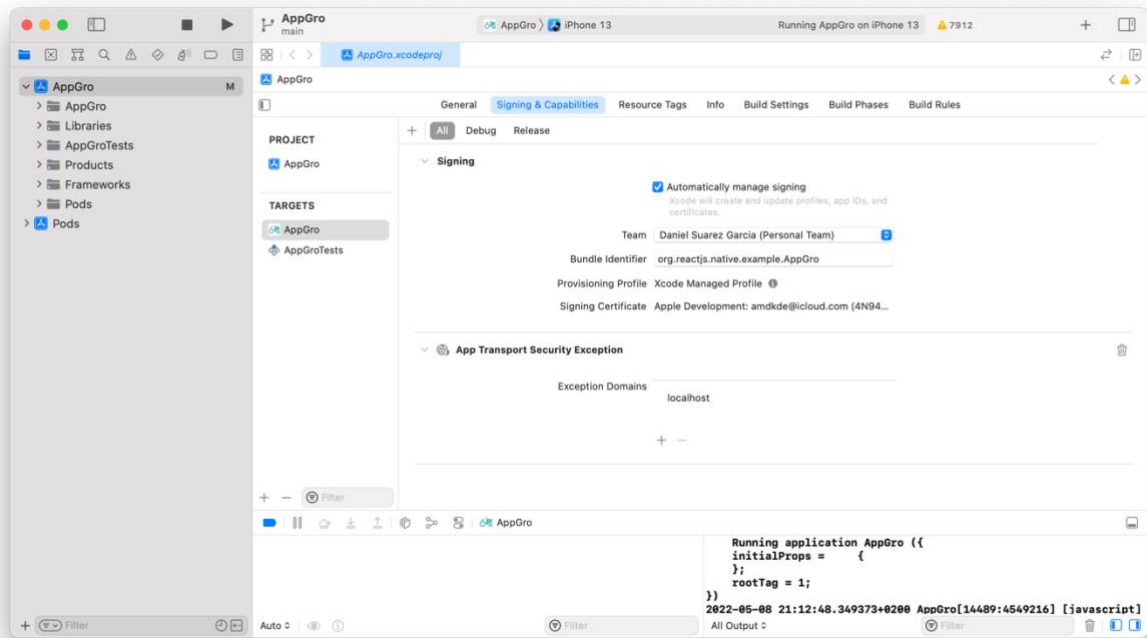 AppGro
main
AppGro
iPhone 13
Running AppGro on iPhone 13
7912
AppGro.xcodeproj
AppGro
M
AppGro
Libraries
AppGroTests
Products
Frameworks
Pods
Pods
AppGro
General
Signing & Capabilities
Resource Tags
Info
Build Settings
Build Phases
Build Rules
PROJECT
AppGro
TARGETS
AppGro
AppGroTests
All
Debug
Release
Signing
Automatically manage signing
Xcode will create and update profiles, app IDs, and
certificates.
Team
Daniel Suarez Garcia (Personal Team)
Bundle Identifier
org.reactjs.native.example.AppGro
Provisioning Profile
Xcode Managed Profile
Signing Certificate
Apple Development: amdkde@icloud.com (4N94...
App Transport Security Exception
Exception Domains
localhost
Filter
AppGro
Running application AppGro ({
initialProps =     {
};
rootTag = 1;
})
2022-05-08 21:12:48.349373+0200 AppGro[14489:4549216] [javascript]
Filter
Auto
Filter
All Output
Filter